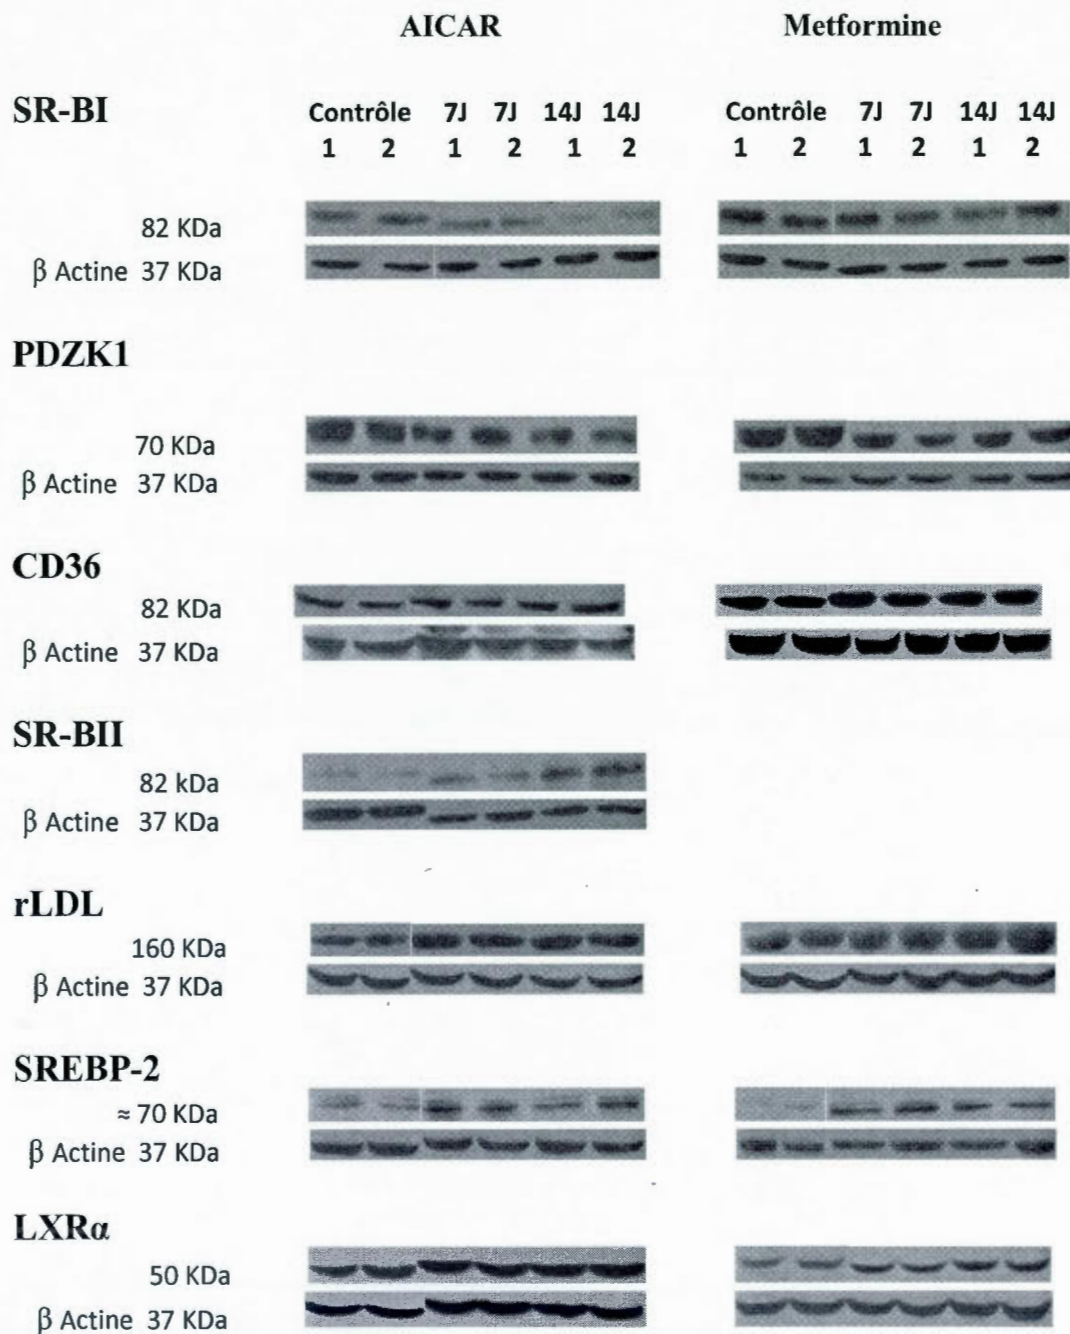 AICAR Metformine
SR-BI
Contrôle 7J 7J 14J 14J Contrôle 7J 7J 14J 14J
1 2 1 2 1 2 1 2 1 2 1 2
82 KDa
β Actine 37 KDa
PDZK1
70 KDa
β Actine 37 KDa
CD36
82 KDa
β Actine 37 KDa
SR-BII
82 kDa
β Actine 37 KDa
rLDL
160 KDa
β Actine 37 KDa
SREBP-2
≈ 70 KDa
β Actine 37 KDa
LXRα
50 KDa
β Actine 37 KDa